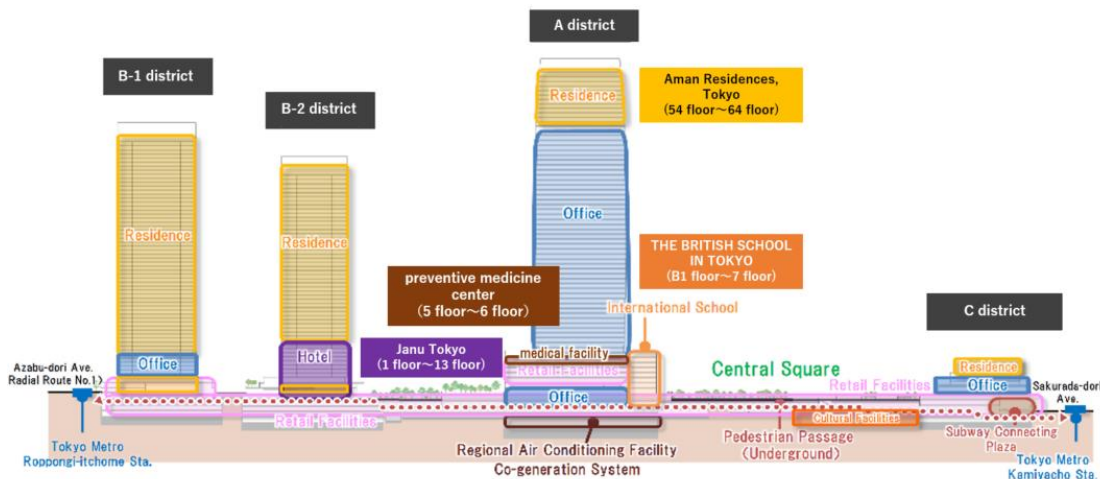 A district
B-1 district
B-2 district
Residence
Aman Residences,
Tokyo
(54 floor～64 floor)
Residence
Residence
Office
THE BRITISH SCHOOL
IN TOKYO
(B1 floor～7 floor)
preventive medicine
center
(5 floor～6 floor)
International School
C district
Hotel
Janu Tokyo
(1 floor～13 floor)
medical facility
Retail Facilities
Office
Central Square
Residence
Azabu-dori Ave.
Radial Route No.1)
Office
Retail Facilities
Office
Sakurada-dori
Ave.
Retail Facilities
Cultural Facilities
Tokyo Metro
Roppongi-itchome Sta.
Regional Air Conditioning Facility
Co-generation System
Pedestrian Passage
(Underground)
Subway Connecting
Plaza
Tokyo Metro
Kamiyacho Sta.